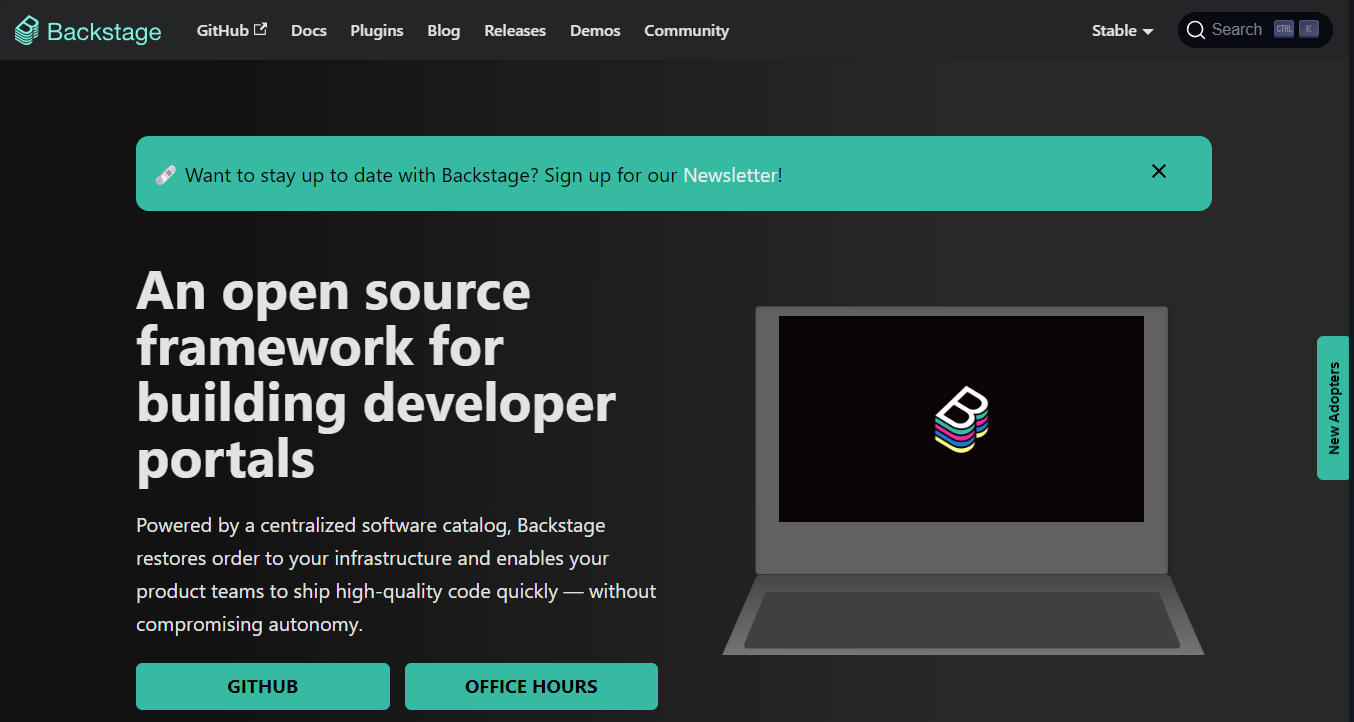 Backstage
GitHub
Docs
Plugins
Blog
Releases
Demos
Community
Stable
Search
CTRL
K
Want to stay up to date with Backstage? Sign up for our Newsletter!
An open source
framework for
building developer
portals
Powered by a centralized software catalog, Backstage
restores order to your infrastructure and enables your
product teams to ship high-quality code quickly — without
compromising autonomy.
GITHUB
OFFICE HOURS
New Adopters